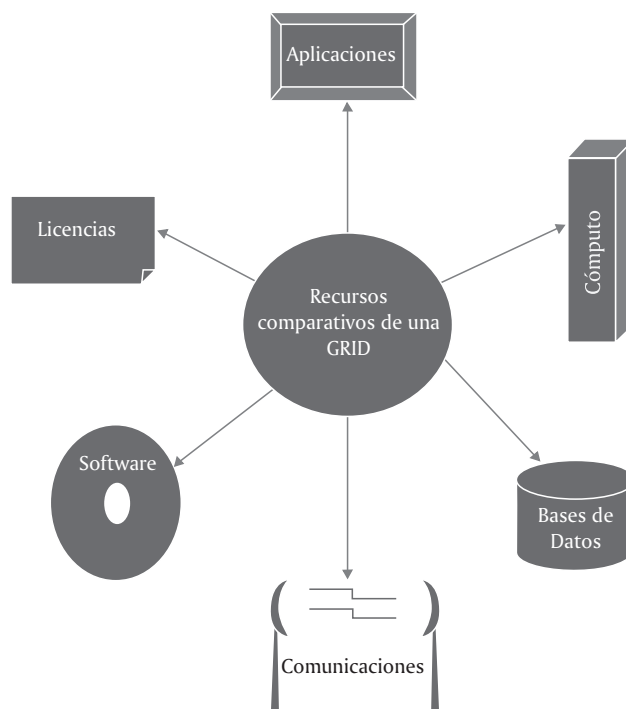 Aplicaciones
Licencias
Cómputo
Recursos
comparativos de una
GRID
Software
Bases de
Datos
Comunicaciones